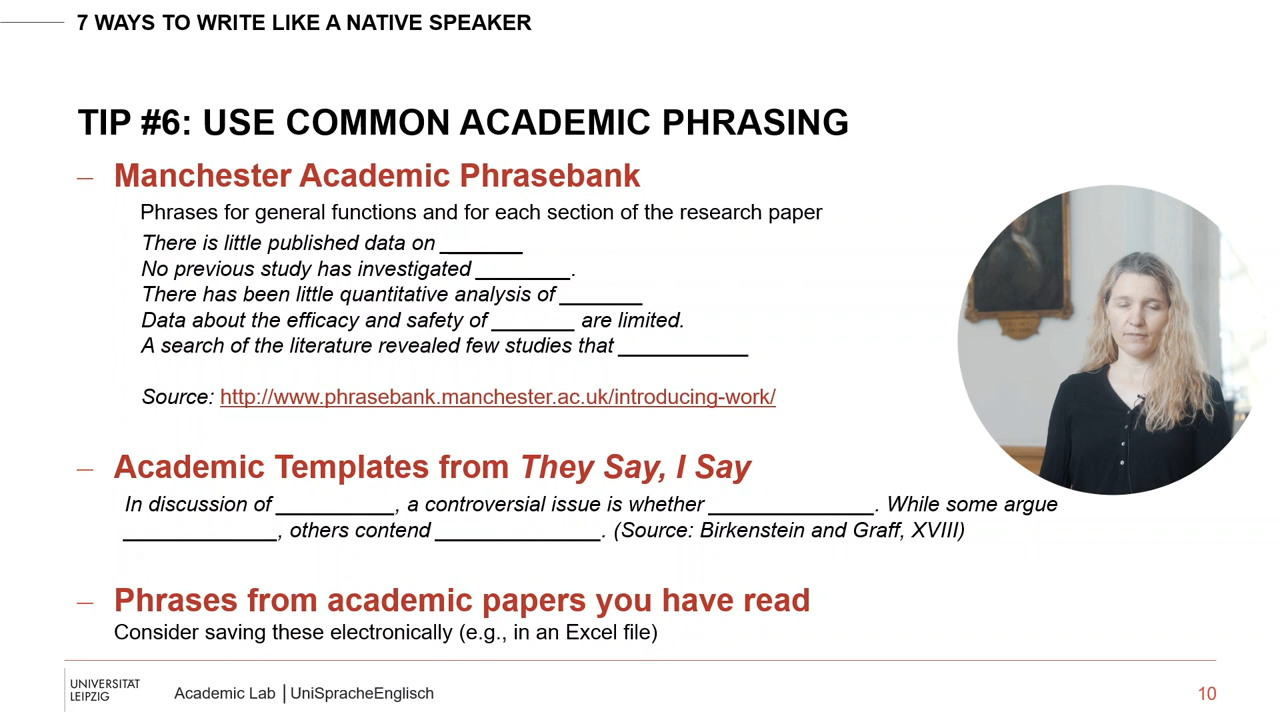 7 WAYS TO WRITE LIKE A NATIVE SPEAKER
TIP #6: USE COMMON ACADEMIC PHRASING
– Manchester Academic Phrasebank
Phrases for general functions and for each section of the research paper
There is little published data on _______
No previous study has investigated ________.
There has been little quantitative analysis of _______
Data about the efficacy and safety of _______ are limited.
A search of the literature revealed few studies that ___________
Source: http://www.phrasebank.manchester.ac.uk/introducing-work/
– Academic Templates from They Say, I Say
In discussion of __________, a controversial issue is whether ______________. While some argue
_____________, others contend ______________. (Source: Birkenstein and Graff, XVIII)
– Phrases from academic papers you have read
Consider saving these electronically (e.g., in an Excel file)
UNIVERSITÄT
LEIPZIG
Academic Lab | UniSpracheEnglisch
10